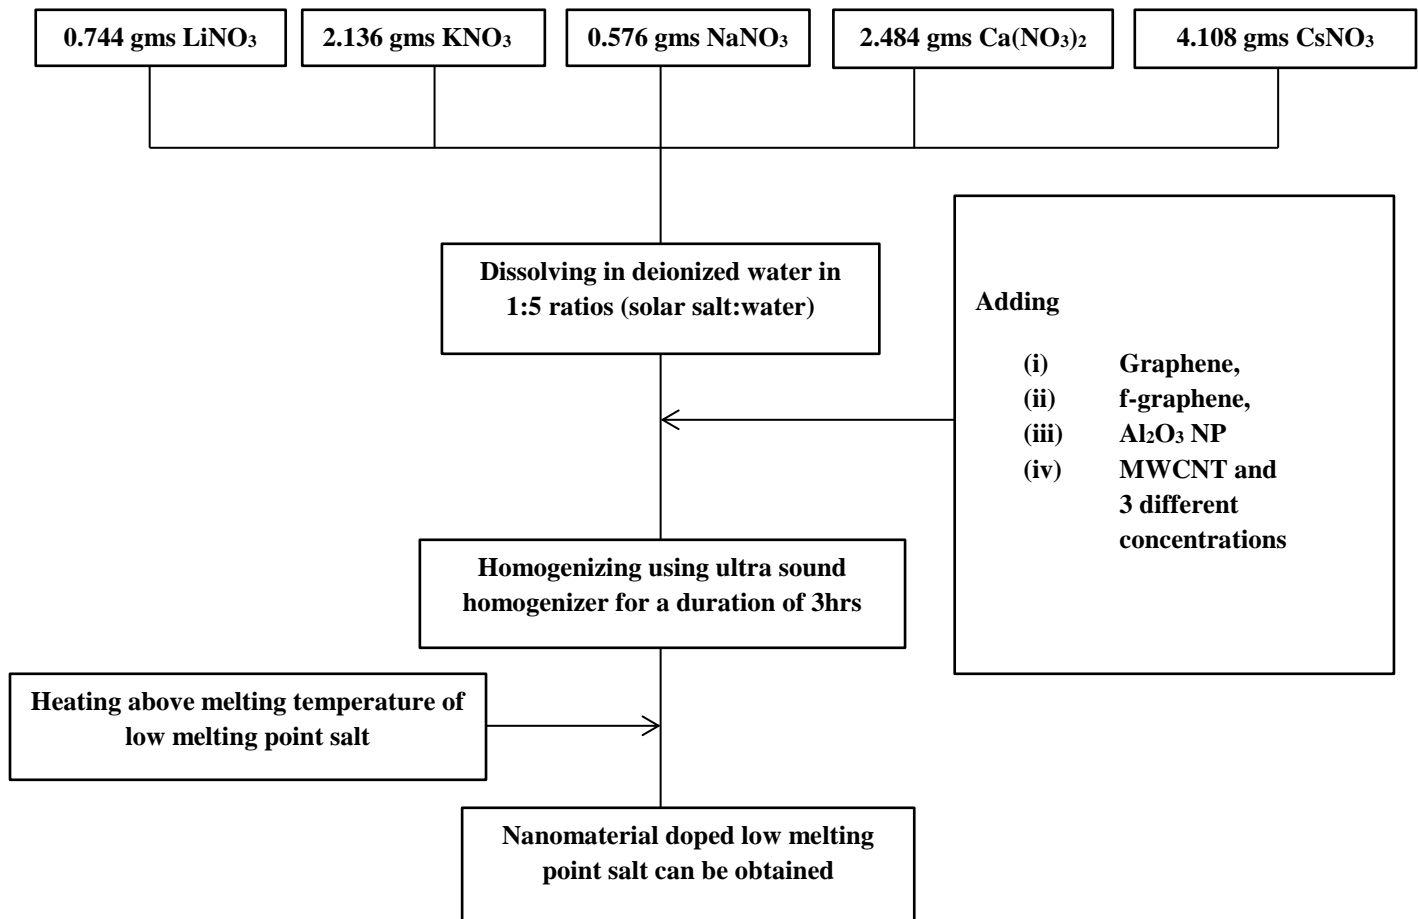 0.744 gms LiNO₃
2.136 gms KNO₃
0.576 gms NaNO₃
2.484 gms Ca(NO₃)₂
4.108 gms CsNO₃
Dissolving in deionized water in
1:5 ratios (solar salt:water)
Adding
(i) Graphene,
(ii) f-graphene,
(iii) Al₂O₃ NP
(iv) MWCNT and
3 different
concentrations
Homogenizing using ultra sound
homogenizer for a duration of 3hrs
Heating above melting temperature of
low melting point salt
Nanomaterial doped low melting
point salt can be obtained